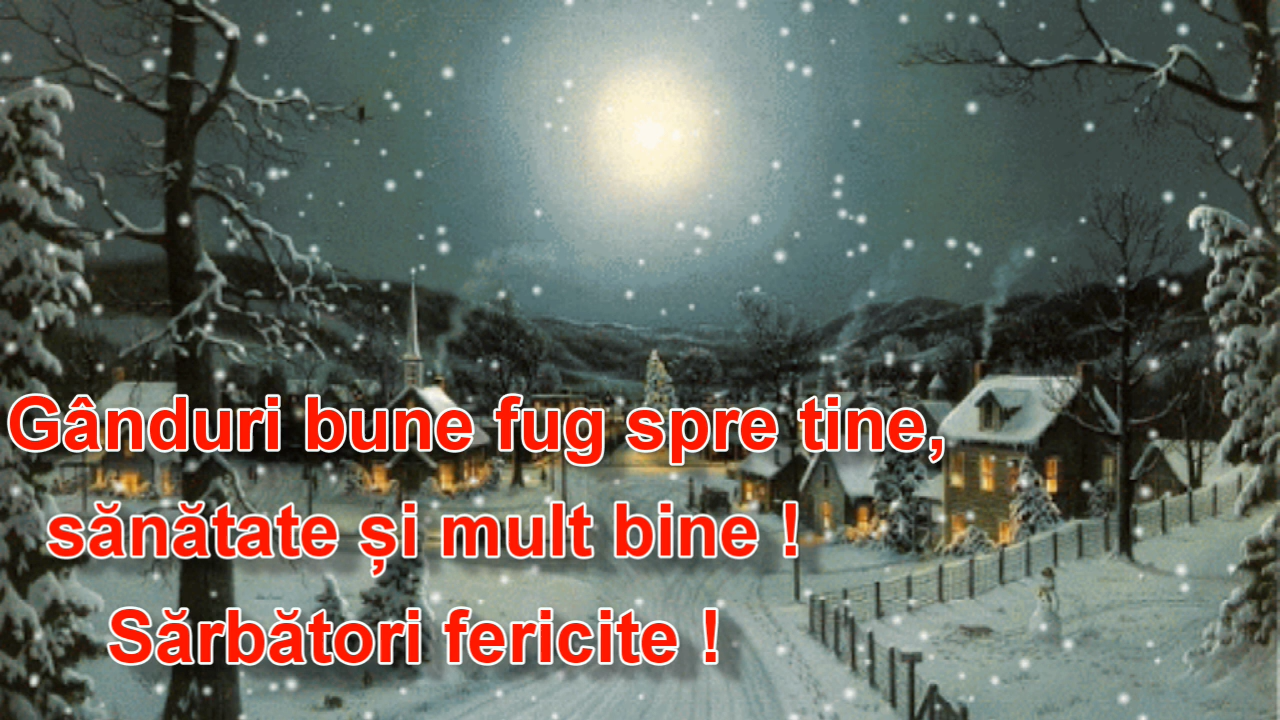 Gânduri bune fug spre tine,
sănătate și mult bine !
Sărbători fericite !